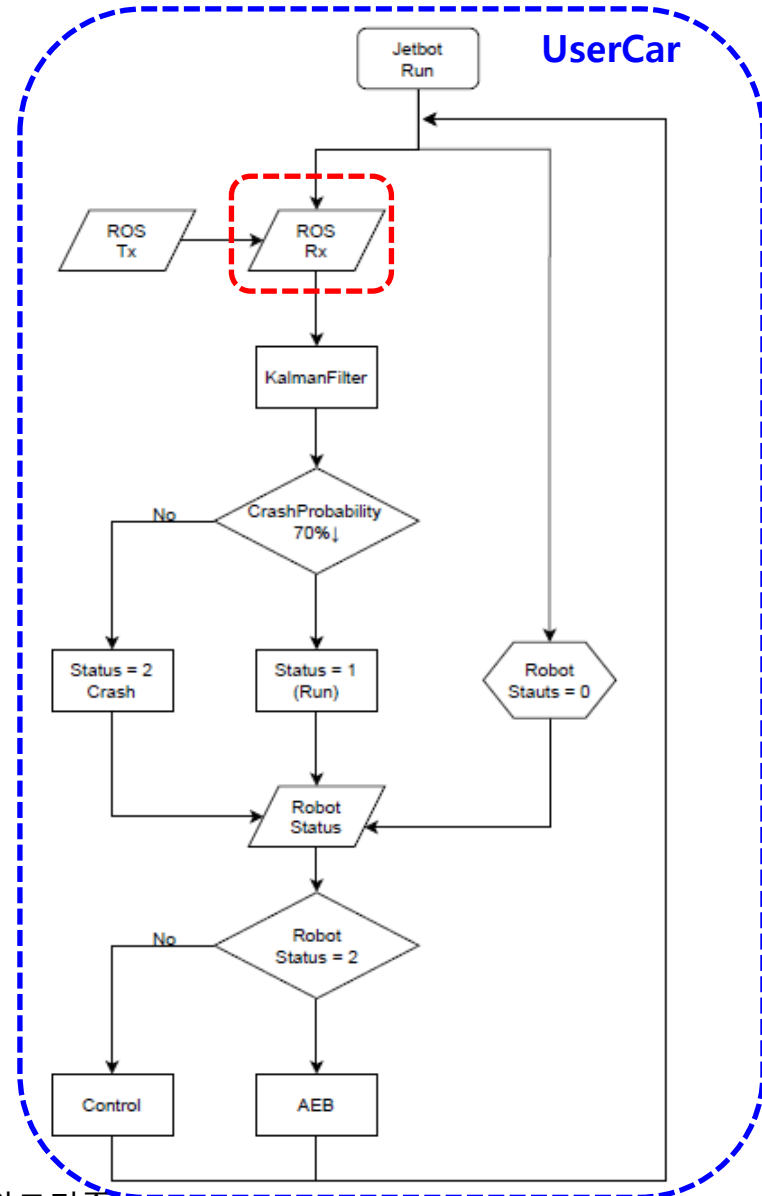 UserCar
Jetbot
Run
ROS
Tx
ROS
Rx
KalmanFilter
CrashProbability
70%↓
No
Status = 2
Crash
Status = 1
(Run)
Robot
Stauts = 0
Robot
Status
Robot
Status = 2
No
Control
AEB